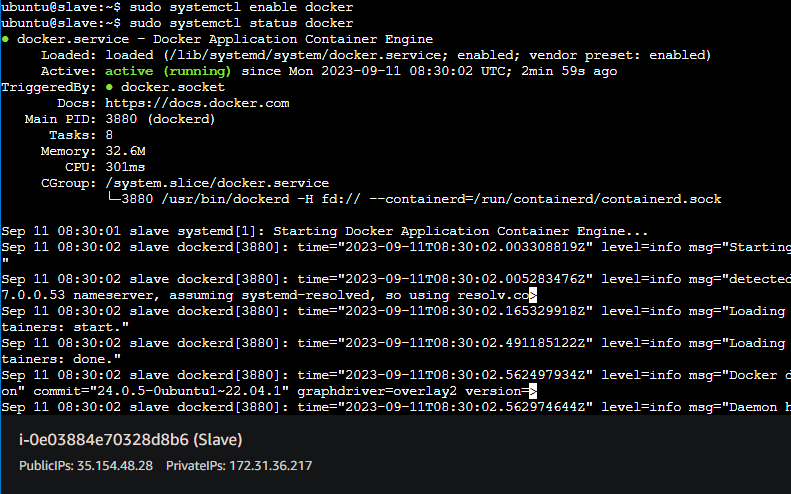 ubuntu@slave:~$ sudo systemctl enable docker
ubuntu@slave:~$ sudo systemctl status docker
● docker.service - Docker Application Container Engine
Loaded: loaded (/lib/systemd/system/docker.service; enabled; vendor preset: enabled)
Active: active (running) since Mon 2023-09-11 08:30:02 UTC; 2min 59s ago
TriggeredBy: ● docker.socket
Docs: https://docs.docker.com
Main PID: 3880 (dockerd)
Tasks: 8
Memory: 32.6M
CPU: 301ms
CGroup: /system.slice/docker.service
└─3880 /usr/bin/dockerd -H fd:// --containerd=/run/containerd/containerd.sock
Sep 11 08:30:01 slave systemd[1]: Starting Docker Application Container Engine...
Sep 11 08:30:02 slave dockerd[3880]: time="2023-09-11T08:30:02.003308819Z" level=info msg="Starting
"
Sep 11 08:30:02 slave dockerd[3880]: time="2023-09-11T08:30:02.005283476Z" level=info msg="detected
7.0.0.53 nameserver, assuming systemd-resolved, so using resolv.co>
Sep 11 08:30:02 slave dockerd[3880]: time="2023-09-11T08:30:02.165329918Z" level=info msg="Loading
tainers: start."
Sep 11 08:30:02 slave dockerd[3880]: time="2023-09-11T08:30:02.491185122Z" level=info msg="Loading
tainers: done."
Sep 11 08:30:02 slave dockerd[3880]: time="2023-09-11T08:30:02.562497934Z" level=info msg="Docker d
on" commit="24.0.5-0ubuntu1~22.04.1" graphdriver=overlay2 version=>
Sep 11 08:30:02 slave dockerd[3880]: time="2023-09-11T08:30:02.562974644Z" level=info msg="Daemon h
i-0e03884e70328d8b6 (Slave)
PublicIPs: 35.154.48.28 PrivateIPs: 172.31.36.217